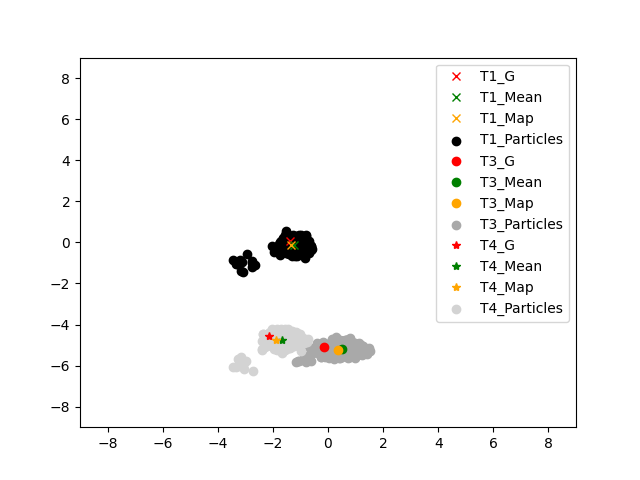 8
6
4
2
0
−2
−4
−6
−8
−8 −6 −4 −2 0 2 4 6 8
T1_G
T1_Mean
T1_Map
T1_Particles
T3_G
T3_Mean
T3_Map
T3_Particles
T4_G
T4_Mean
T4_Map
T4_Particles